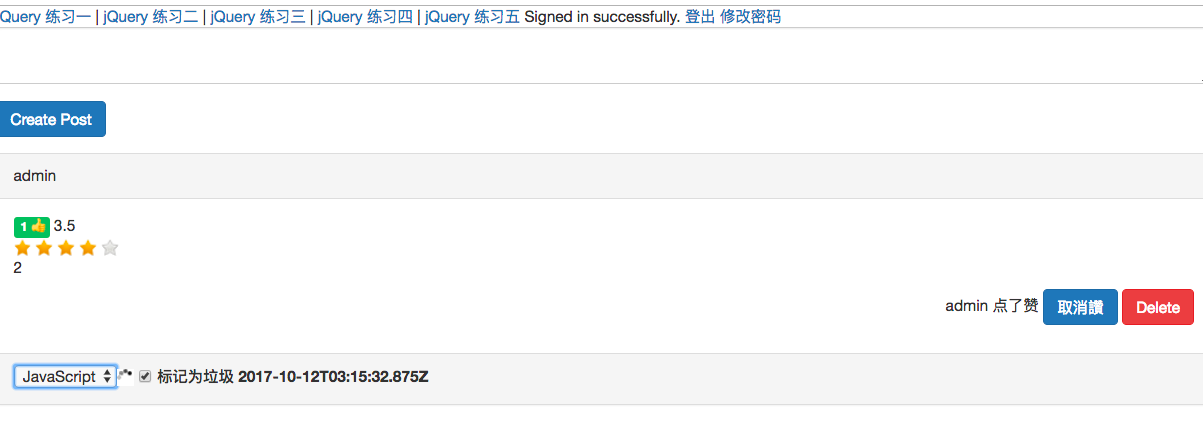 Query 练习一 | jQuery 练习二 | jQuery 练习三 | jQuery 练习四 | jQuery 练习五 Signed in successfully. 登出 修改密码
Create Post
admin
1 👍 3.5
2
admin 点了赞 取消讚 Delete
JavaScript 标记为垃圾 2017-10-12T03:15:32.875Z